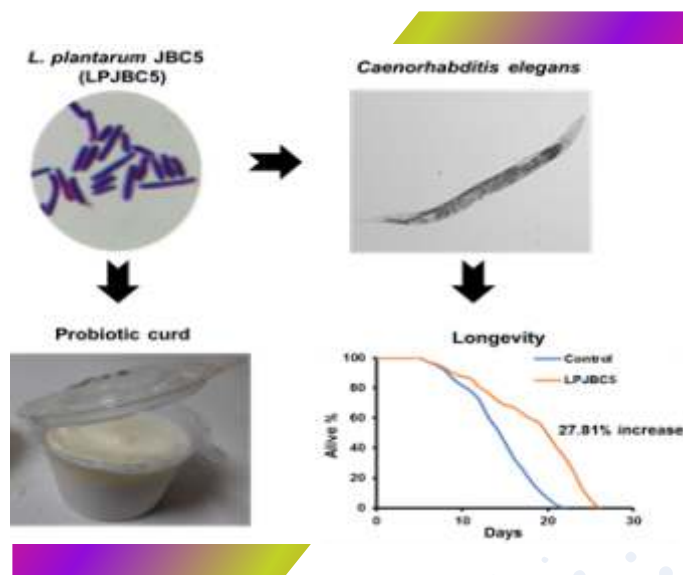 L. plantarum JBC5
(LPJBC5)
Caenorhabditis elegans
Probiotic curd
Longevity
Control
LPJBC5
27.81% increase
Alive %
100
80
60
40
20
0
0 10 20 30
Days